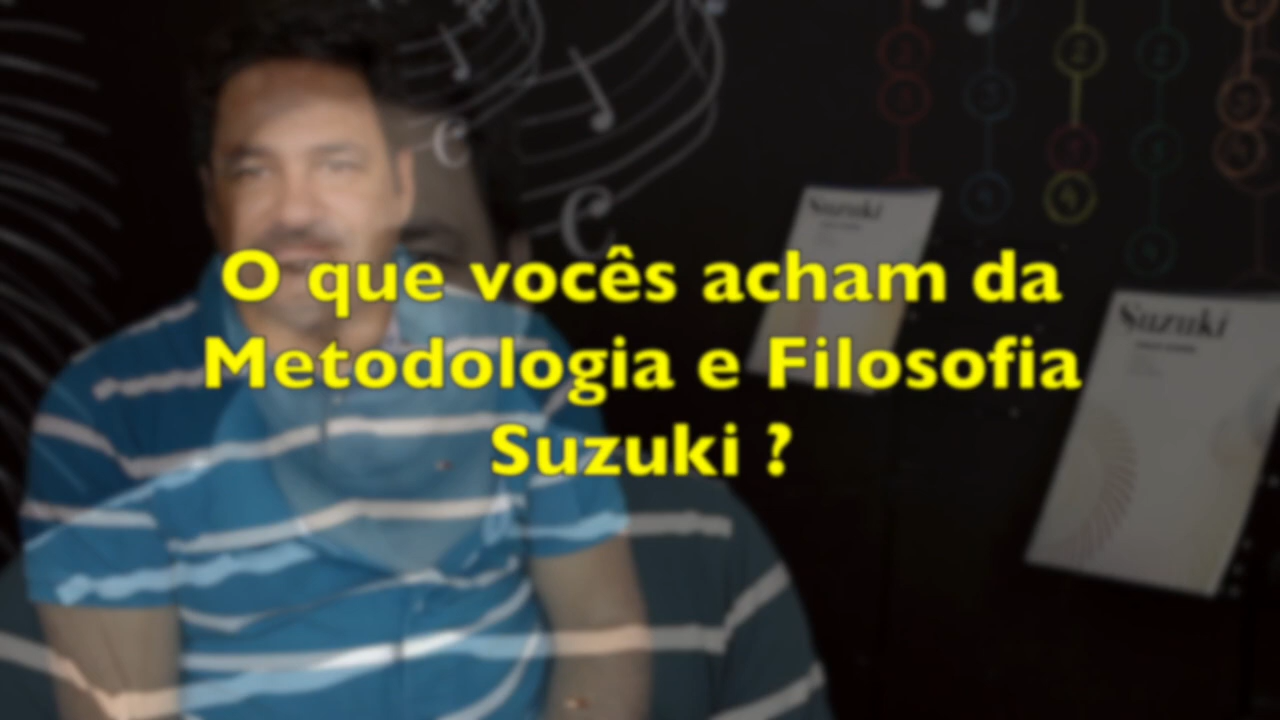 O que vocês acham da
Metodologia e Filosofia
Suzuki ?
Suzuki
Suzuki